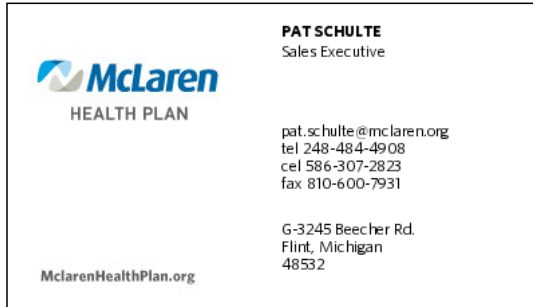 McLaren
HEALTH PLAN
MclarenHealthPlan.org
PAT SCHULTE
Sales Executive
pat.schulte@mclaren.org
tel 248-484-4908
cel 586-307-2823
fax 810-600-7931
G-3245 Beecher Rd.
Flint, Michigan
48532